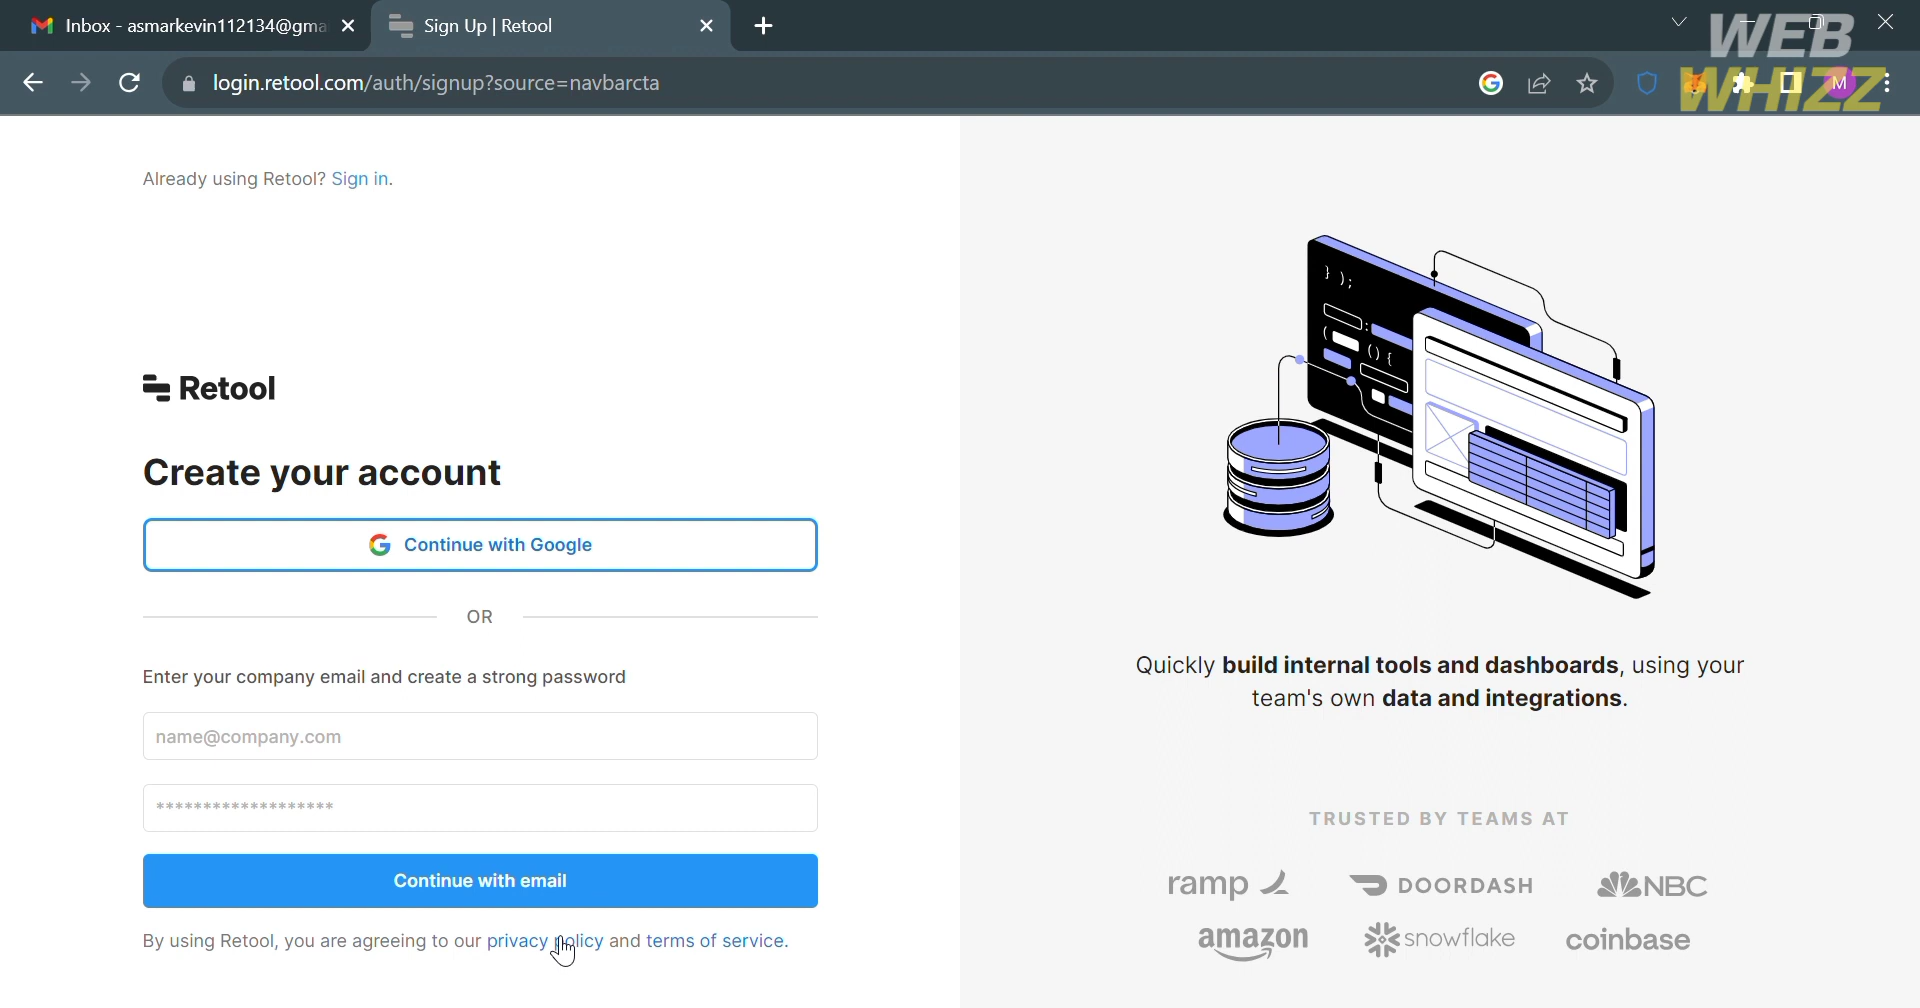 Inbox - asmarkevin112134@gma
Sign Up | Retool
WEB
WHIZZ
login.retool.com/auth/signup?source=navbarcta
M
Already using Retool? Sign in.
Retool
Create your account
Continue with Google
OR
Enter your company email and create a strong password
name@company.com
*******************
Continue with email
By using Retool, you are agreeing to our privacy policy and terms of service.
} );
:
( () {
Quickly build internal tools and dashboards, using your
team's own data and integrations.
TRUSTED BY TEAMS AT
ramp DOORDASH NBC
amazon snowflake coinbase